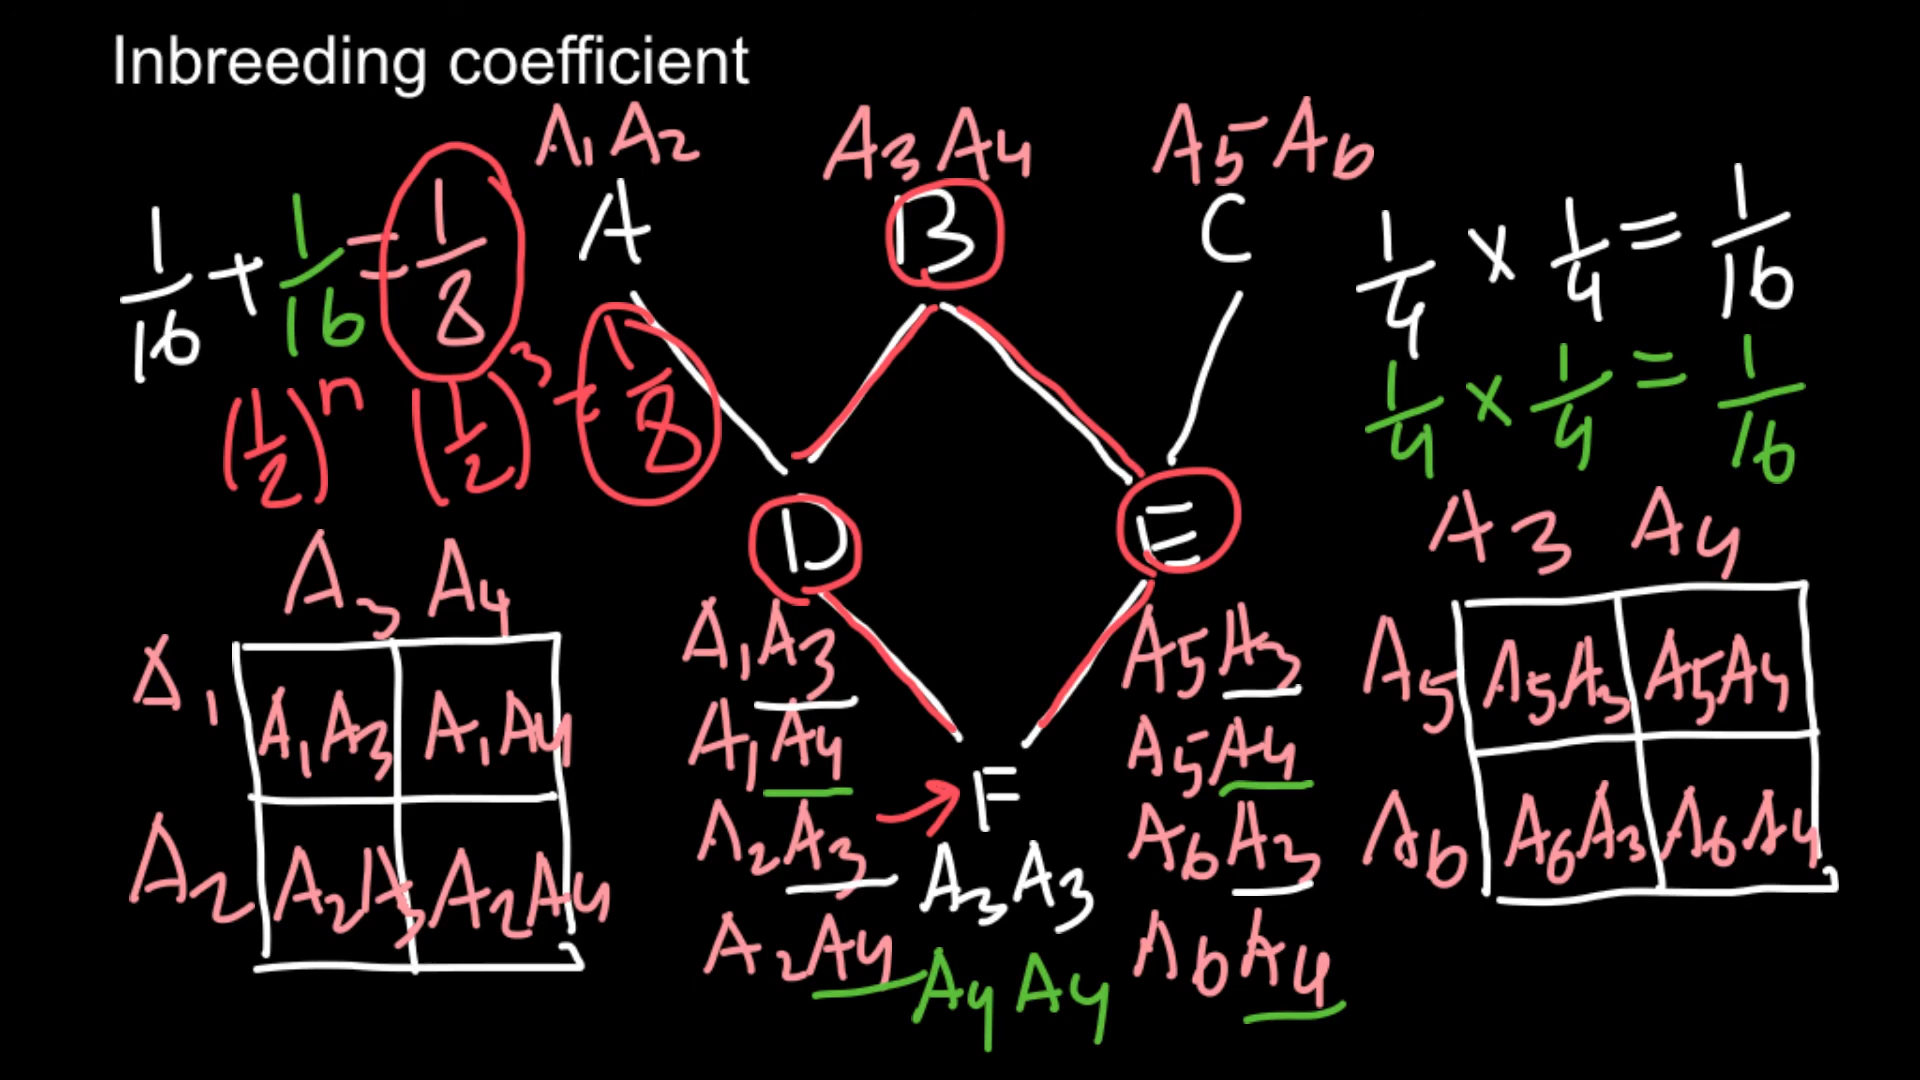 Inbreeding coefficient
A1A2 A3A4 A5A6
A B C
1/16 + 1/16 = 1/8
1/4 x 1/4 = 1/16
1/4 x 1/4 = 1/16
(1/2)^n (1/2)^3 = 1/8
D E
A3 A4
A1 A1A3 A1A4
A2 A2A3 A2A4
A1A3
A1A4
A2A3
A2A4
F
A3A3
A4A4
A5A3
A5A4
A6A3
A6A4
A3 A4
A5 A5A3 A5A4
A6 A6A3 A6A4